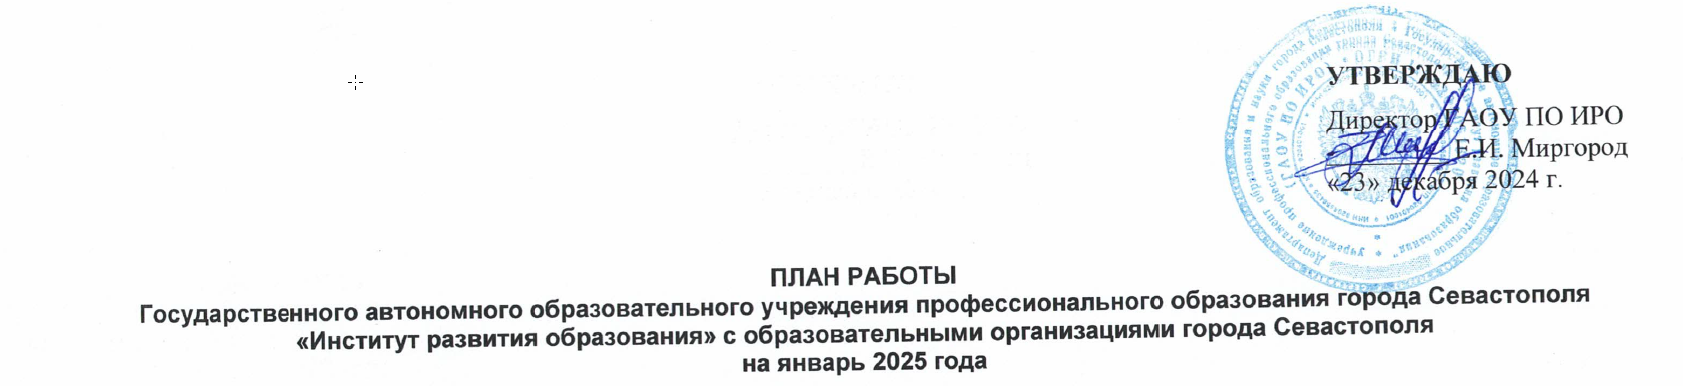 УТВЕРЖДАЮ
Директор ГАОУ ПО ИРО
Е.И. Миргород
«23» декабря 2024 г.
ПЛАН РАБОТЫ
Государственного автономного образовательного учреждения профессионального образования города Севастополя
«Институт развития образования» с образовательными организациями города Севастополя
на январь 2025 года